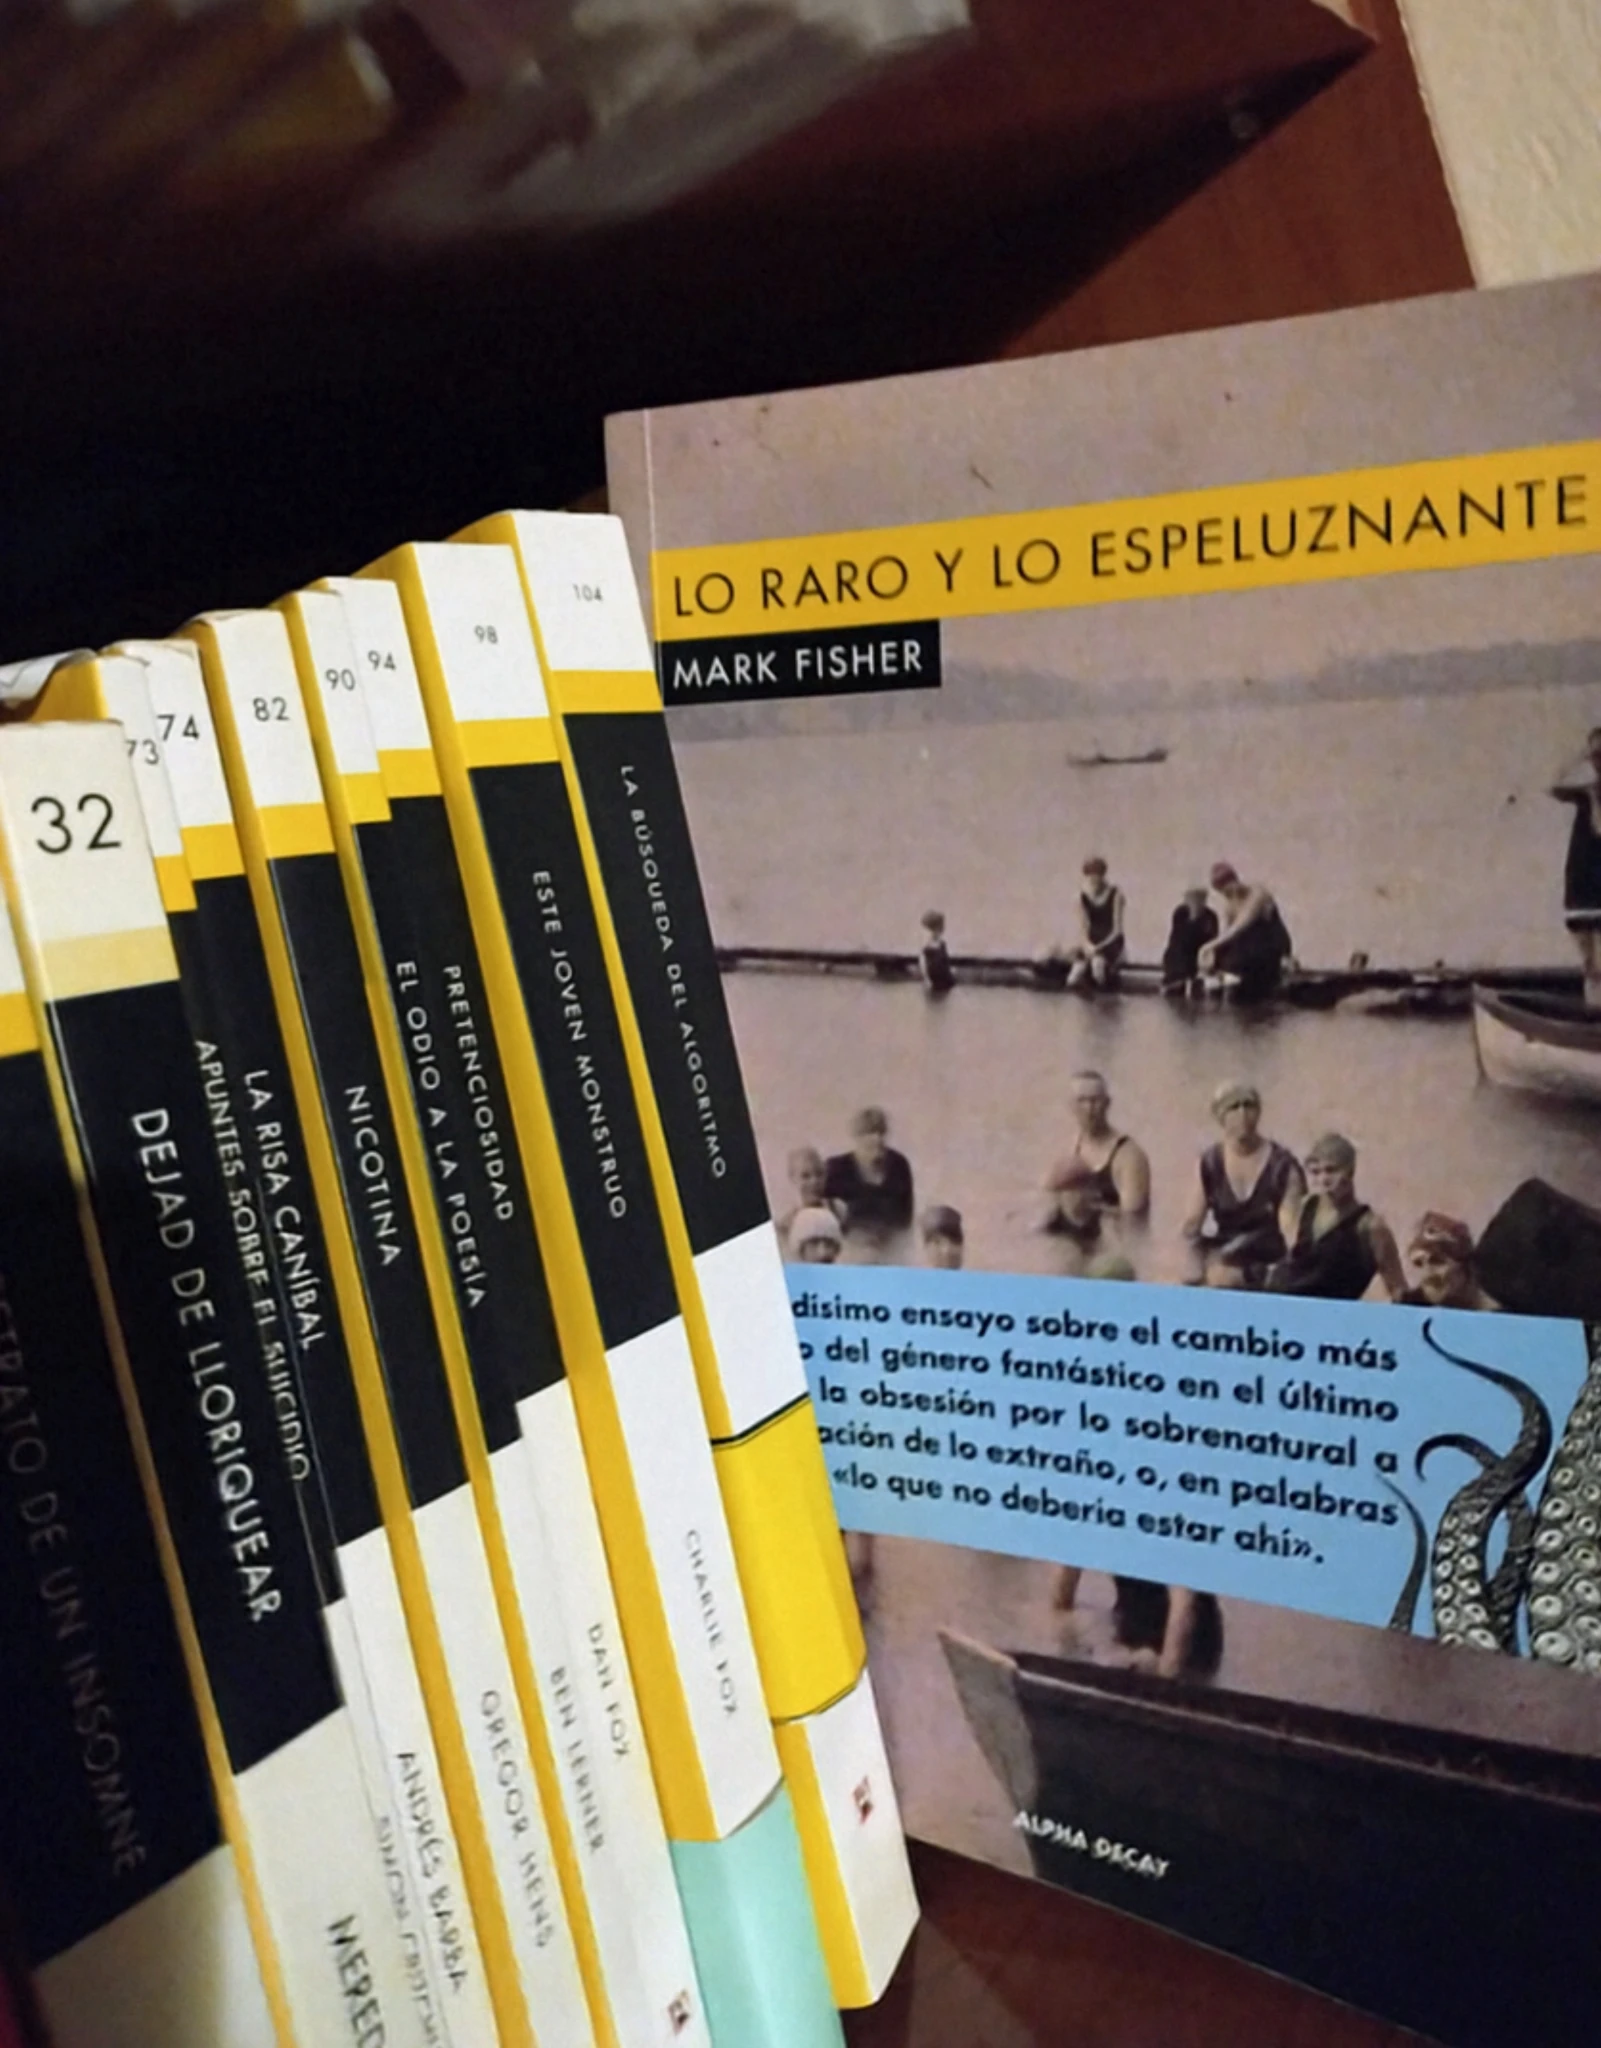 32
73
74
82
90
94
98
104
DE UN INSOMNE
DEJAD DE LLORIQUEAR
APUNTES SOBRE EL SUICIDIO
LA RISA CANÍBAL
NICOTINA
EL ODIO A LA POESÍA
PRETENCIOSIDAD
ESTE JOVEN MONSTRUO
LA BÚSQUEDA DEL ALGORITMO
ANDRÉS BARBA
GREGOR HENS
BEN LERNER
DAN FOX
CHARLIE FOX
LO RARO Y LO ESPELUZNANTE
MARK FISHER
ensayo sobre el cambio más
del género fantástico en el último
la obsesión por lo sobrenatural a
de lo extraño, o, en palabras
«lo que no debería estar ahí».
ALPHA DECAY